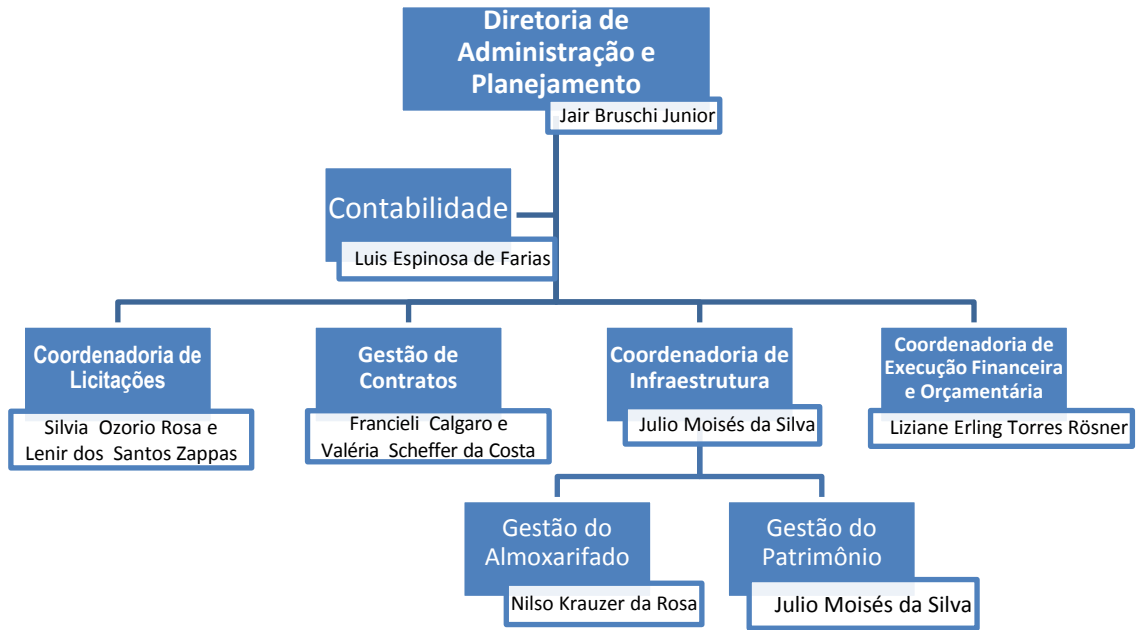 Diretoria de
Administração e
Planejamento
Jair Bruschi Junior
Contabilidade
Luis Espinosa de Farias
Coordenadoria de
Licitações
Silvia Ozorio Rosa e
Lenir dos Santos Zappas
Gestão de
Contratos
Francieli Calgaro e
Valéria Scheffer da Costa
Coordenadoria de
Infraestrutura
Julio Moisés da Silva
Coordenadoria de
Execução Financeira
e Orçamentária
Liziane Erling Torres Rösner
Gestão do
Almoxarifado
Nilso Krauzer da Rosa
Gestão do
Patrimônio
Julio Moisés da Silva